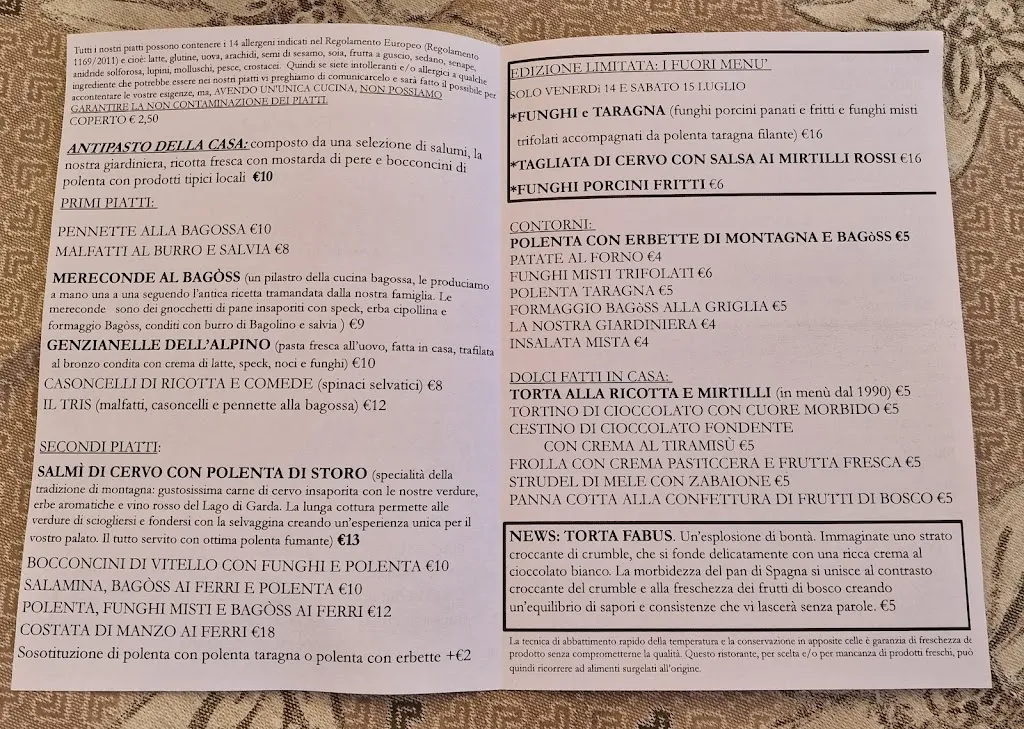 Tutti i nostri piatti possono contenere i 14 allergeni indicati nel Regolamento Europeo (Regolamento
1169/2011) e cioè: latte, glutine, uova, arachidi, semi di sesamo, soia, frutta a guscio, sedano, senape,
anidride solforosa, lupini, molluschi, pesce, crostacei. Quindi se siete intolleranti e/o allergici a qualche
ingrediente che potrebbe essere nei nostri piatti vi preghiamo di comunicarcelo e sarà fatto il possibile per
accontentare le vostre esigenze, ma, AVENDO UN'UNICA CUCINA, NON POSSIAMO
GARANTIRE LA NON CONTAMINAZIONE DEI PIATTI.
COPERTO € 2,50
ANTIPASTO DELLA CASA: composto da una selezione di salumi, la
nostra giardiniera, ricotta fresca con mostarda di pere e bocconcini di
polenta con prodotti tipici locali €10
PRIMI PIATTI:
PENNETTE ALLA BAGOSSA €10
MALFATTI AL BURRO E SALVIA €8
MERECONDE AL BAGÒSS (un pilastro della cucina bagossa, le produciamo
a mano una a una seguendo l'antica ricetta tramandata dalla nostra famiglia. Le
mereconde sono dei gnocchetti di pane insaporiti con speck, erba cipollina e
formaggio Bagòss, conditi con burro di Bagolino e salvia ) €9
GENZIANELLE DELL'ALPINO (pasta fresca all'uovo, fatta in casa, trafilata
al bronzo condita con crema di latte, speck, noci e funghi) €10
CASONCELLI DI RICOTTA E COMEDE (spinaci selvatici) €8
IL TRIS (malfatti, casoncelli e pennette alla bagossa) €12
SECONDI PIATTI:
SALMÌ DI CERVO CON POLENTA DI STORO (specialità della
tradizione di montagna: gustosissima carne di cervo insaporita con le nostre verdure,
erbe aromatiche e vino rosso del Lago di Garda. La lunga cottura permette alle
verdure di sciogliersi e fondersi con la selvaggina creando un'esperienza unica per il
vostro palato. Il tutto servito con ottima polenta fumante) €13
BOCCONCINI DI VITELLO CON FUNGHI E POLENTA €10
SALAMINA, BAGÒSS AI FERRI E POLENTA €10
POLENTA, FUNGHI MISTI E BAGÒSS AI FERRI €12
COSTATA DI MANZO AI FERRI €18
Sosotituzione di polenta con polenta taragna o polenta con erbette +€2
EDIZIONE LIMITATA: I FUORI MENU'
SOLO VENERDì 14 E SABATO 15 LUGLIO
*FUNGHI e TARAGNA (funghi porcini panati e fritti e funghi misti
trifolati accompagnati da polenta taragna filante) €16
*TAGLIATA DI CERVO CON SALSA AI MIRTILLI ROSSI €16
*FUNGHI PORCINI FRITTI €6
CONTORNI:
POLENTA CON ERBETTE DI MONTAGNA E BAGòSS €5
PATATE AL FORNO €4
FUNGHI MISTI TRIFOLATI €6
POLENTA TARAGNA €5
FORMAGGIO BAGòSS ALLA GRIGLIA €5
LA NOSTRA GIARDINIERA €4
INSALATA MISTA €4
DOLCI FATTI IN CASA:
TORTA ALLA RICOTTA E MIRTILLI (in menù dal 1990) €5
TORTINO DI CIOCCOLATO CON CUORE MORBIDO €5
CESTINO DI CIOCCOLATO FONDENTE
CON CREMA AL TIRAMISÙ €5
FROLLA CON CREMA PASTICCERA E FRUTTA FRESCA €5
STRUDEL DI MELE CON ZABAIONE €5
PANNA COTTA ALLA CONFETTURA DI FRUTTI DI BOSCO €5
NEWS: TORTA FABUS. Un'esplosione di bontà. Immaginate uno strato
croccante di crumble, che si fonde delicatamente con una ricca crema al
cioccolato bianco. La morbidezza del pan di Spagna si unisce al contrasto
croccante del crumble e alla freschezza dei frutti di bosco creando
un'equilibrio di sapori e consistenze che vi lascerà senza parole. €5
La tecnica di abbattimento rapido della temperatura e la conservazione in apposite celle è garanzia di freschezza de
prodotto senza comprometterne la qualità. Questo ristorante, per scelta e/o per mancanza di prodotti freschi, può
quindi ricorrere ad alimenti surgelati all'origine.